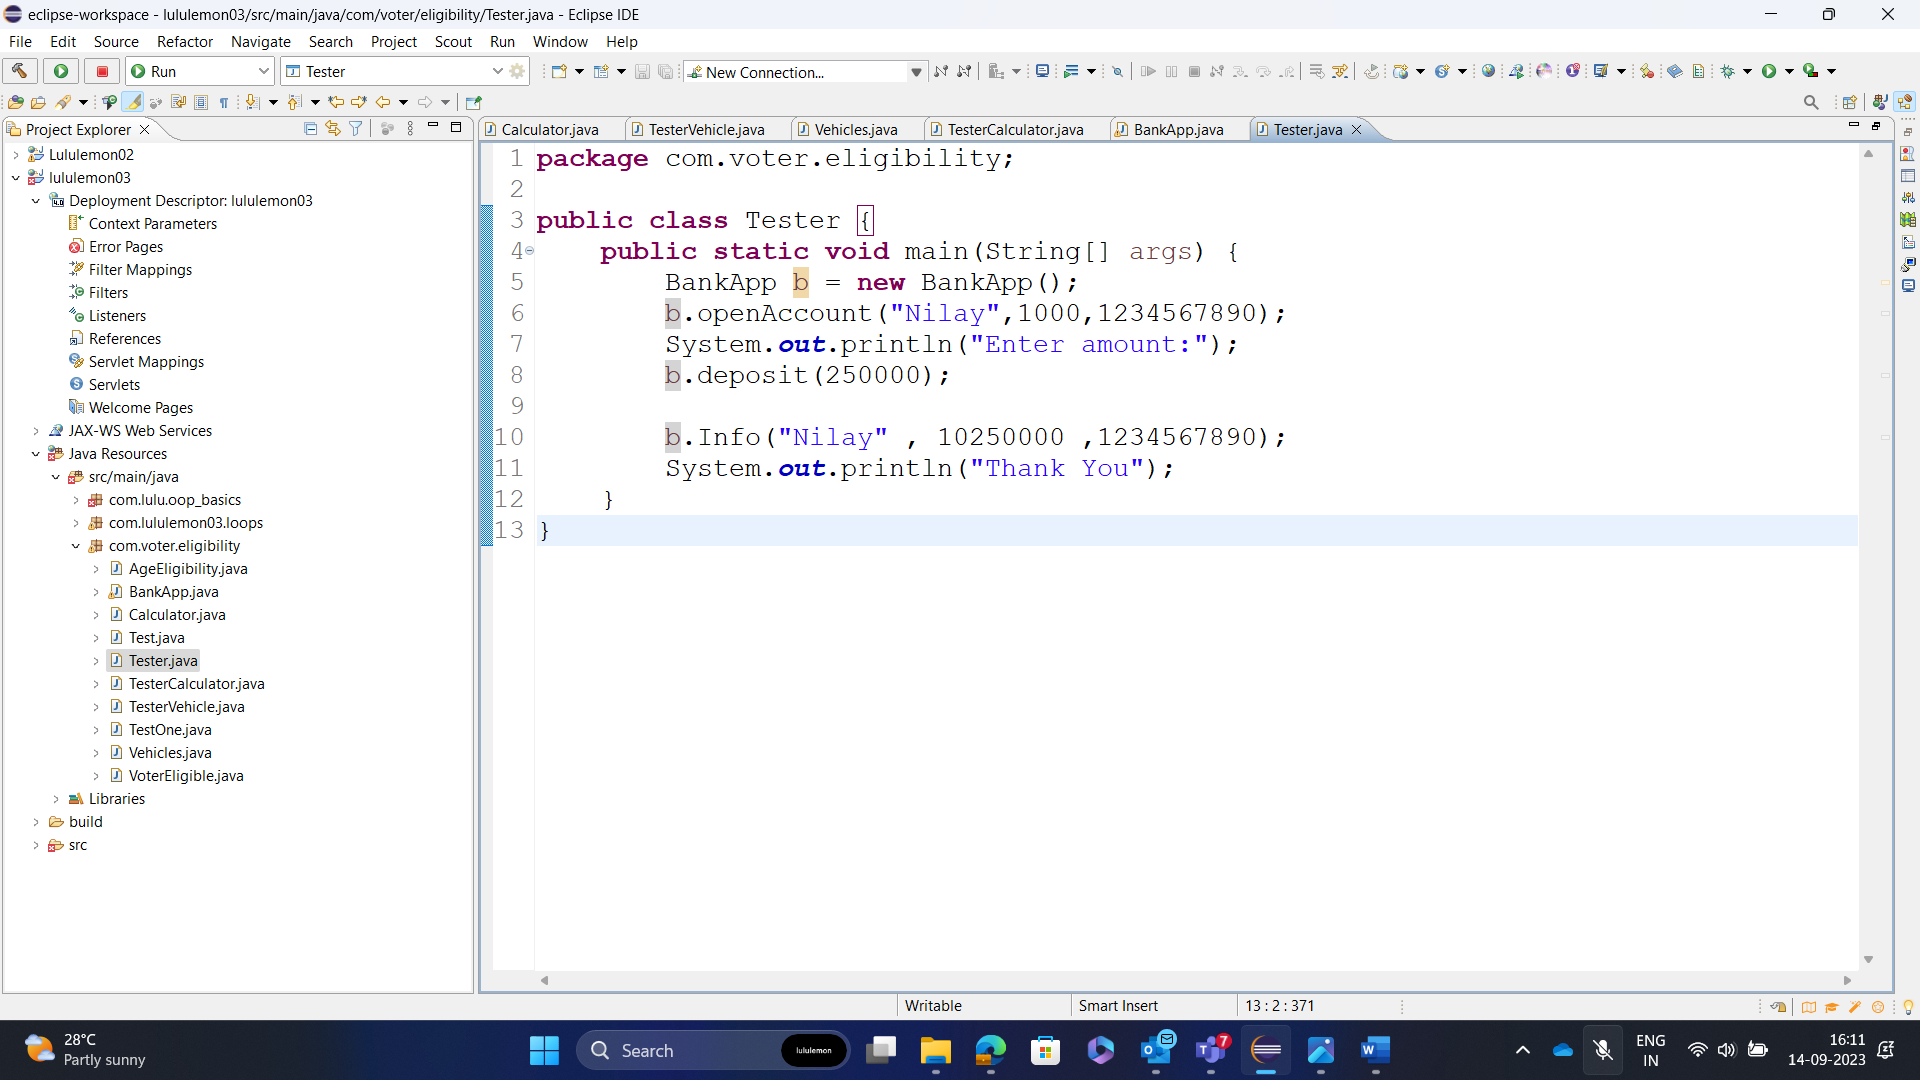 eclipse-workspace - lululemon03/src/main/java/com/voter/eligibility/Tester.java - Eclipse IDE
File Edit Source Refactor Navigate Search Project Scout Run Window Help
Run Tester New Connection...
Project Explorer Calculator.java TesterVehicle.java Vehicles.java TesterCalculator.java BankApp.java Tester.java
Lululemon02
lululemon03
Deployment Descriptor: lululemon03
Context Parameters
Error Pages
Filter Mappings
Filters
Listeners
References
Servlet Mappings
Servlets
Welcome Pages
JAX-WS Web Services
Java Resources
src/main/java
com.lulu.oop_basics
com.lululemon03.loops
com.voter.eligibility
AgeEligibility.java
BankApp.java
Calculator.java
Test.java
Tester.java
TesterCalculator.java
TesterVehicle.java
TestOne.java
Vehicles.java
VoterEligible.java
Libraries
build
src
1 package com.voter.eligibility;
2
3 public class Tester {
4 public static void main(String[] args) {
5 BankApp b = new BankApp();
6 b.openAccount("Nilay",1000,1234567890);
7 System.out.println("Enter amount:");
8 b.deposit(250000);
9
10 b.Info("Nilay" , 10250000 ,1234567890);
11 System.out.println("Thank You");
12 }
13 }
Writable Smart Insert 13 : 2 : 371
28°C
Partly sunny
Search lululemon
7
ENG
IN
16:11
14-09-2023